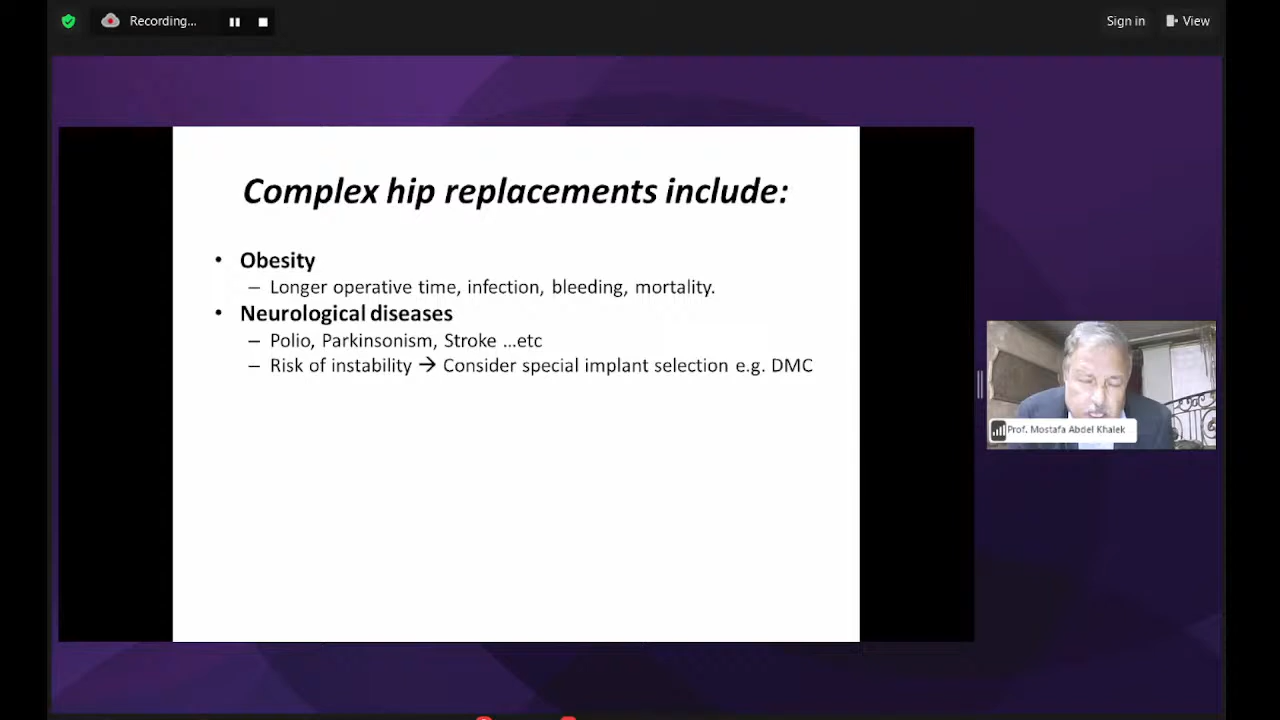 Recording...
Sign in
View
Complex hip replacements include:
• Obesity
– Longer operative time, infection, bleeding, mortality.
• Neurological diseases
– Polio, Parkinsonism, Stroke ...etc
– Risk of instability → Consider special implant selection e.g. DMC
Prof. Mostafa Abdel Khalek